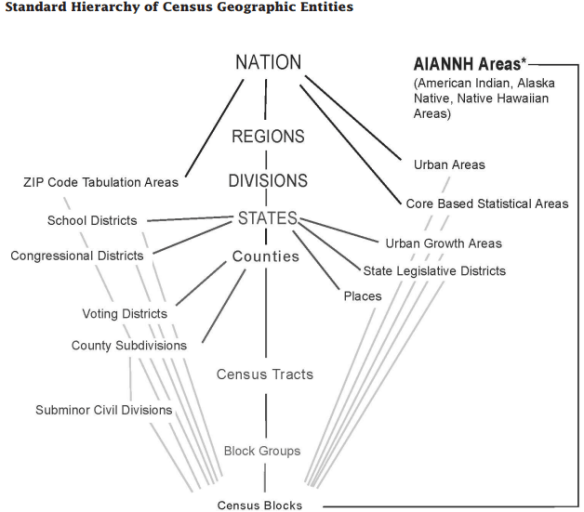 Standard Hierarchy of Census Geographic Entities
NATION
AIANNH Areas*
(American Indian, Alaska
Native, Native Hawaiian
Areas)
REGIONS
Urban Areas
ZIP Code Tabulation Areas
DIVISIONS
Core Based Statistical Areas
School Districts
STATES
Urban Growth Areas
Congressional Districts
Counties
State Legislative Districts
Places
Voting Districts
County Subdivisions
Census Tracts
Subminor Civil Divisions
Block Groups
Census Blocks